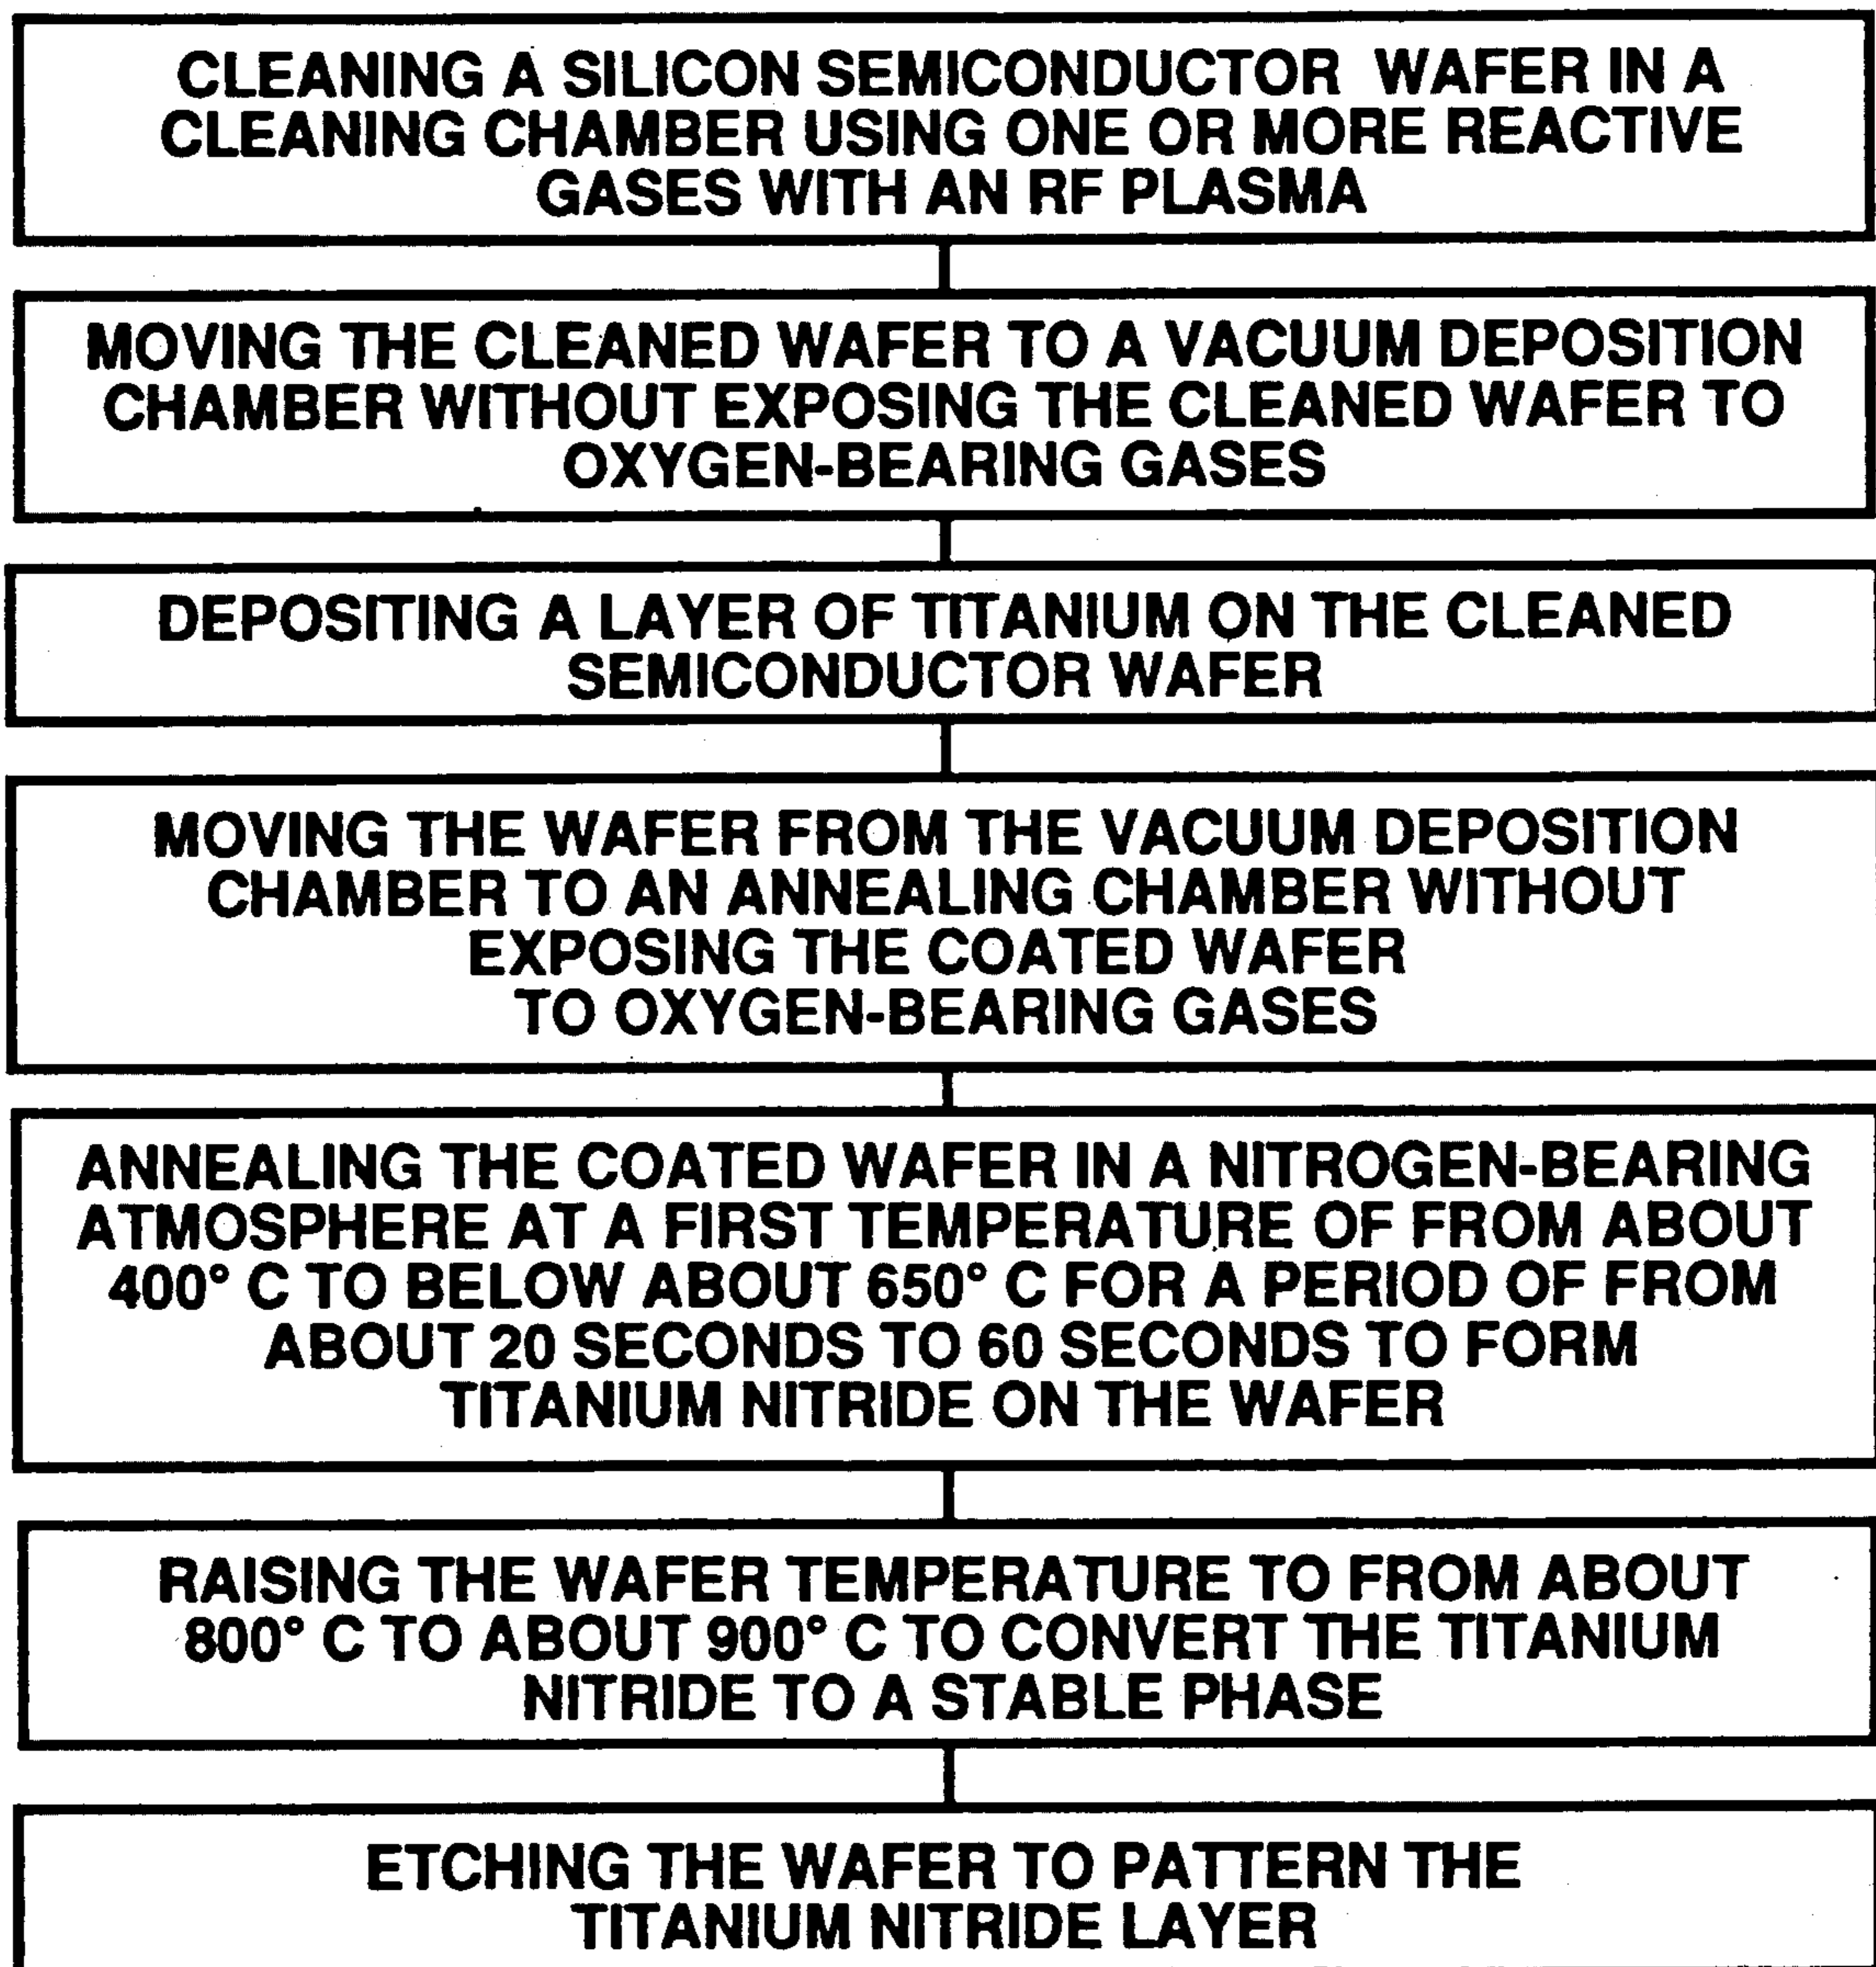 CLEANING A SILICON SEMICONDUCTOR WAFER IN A
CLEANING CHAMBER USING ONE OR MORE REACTIVE
GASES WITH AN RF PLASMA
MOVING THE CLEANED WAFER TO A VACUUM DEPOSITION
CHAMBER WITHOUT EXPOSING THE CLEANED WAFER TO
OXYGEN-BEARING GASES
DEPOSITING A LAYER OF TITANIUM ON THE CLEANED
SEMICONDUCTOR WAFER
MOVING THE WAFER FROM THE VACUUM DEPOSITION
CHAMBER TO AN ANNEALING CHAMBER WITHOUT
EXPOSING THE COATED WAFER
TO OXYGEN-BEARING GASES
ANNEALING THE COATED WAFER IN A NITROGEN-BEARING
ATMOSPHERE AT A FIRST TEMPERATURE OF FROM ABOUT
400° C TO BELOW ABOUT 650° C FOR A PERIOD OF FROM
ABOUT 20 SECONDS TO 60 SECONDS TO FORM
TITANIUM NITRIDE ON THE WAFER
RAISING THE WAFER TEMPERATURE TO FROM ABOUT
800° C TO ABOUT 900° C TO CONVERT THE TITANIUM
NITRIDE TO A STABLE PHASE
ETCHING THE WAFER TO PATTERN THE
TITANIUM NITRIDE LAYER